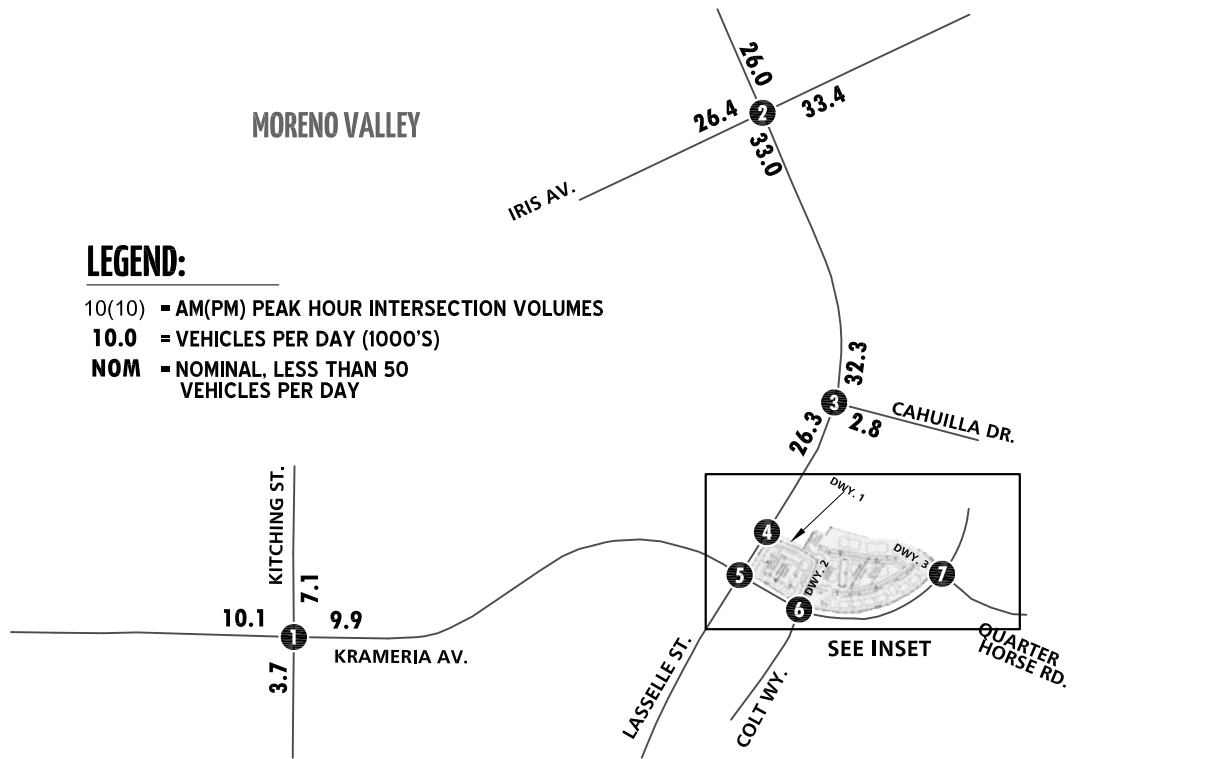 26.0
26.4
2
33.4
33.0
MORENO VALLEY
IRIS AV.
LEGEND:
10(10) = AM(PM) PEAK HOUR INTERSECTION VOLUMES
10.0 = VEHICLES PER DAY (1000'S)
NOM = NOMINAL, LESS THAN 50
VEHICLES PER DAY
32.3
3
26.3
2.8
CAHUILLA DR.
KITCHING ST.
7.1
10.1
9.9
1
KRAMERIA AV.
3.7
DWY. 1
4
5
DWY. 2
DWY. 3
7
6
SEE INSET
QUARTER
HORSE RD.
LASSELLE ST.
COLT WY.